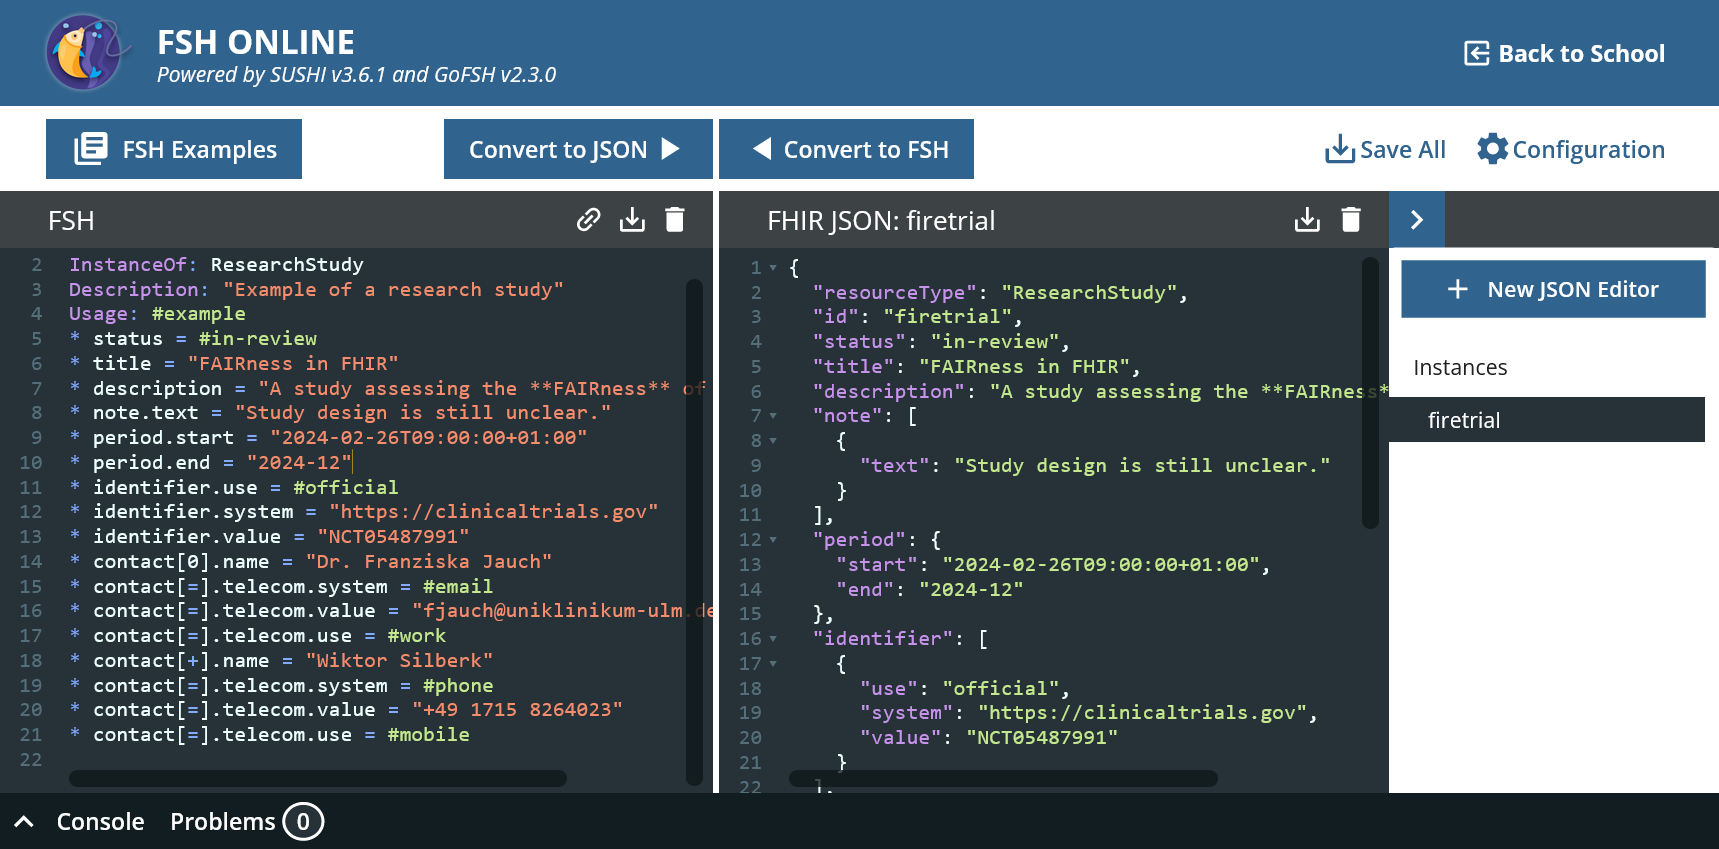 FSH ONLINE
Powered by SUSHI v3.6.1 and GoFSH v2.3.0
Back to School
FSH Examples
Convert to JSON
Convert to FSH
Save All
Configuration
FSH
2 InstanceOf: ResearchStudy
3 Description: "Example of a research study"
4 Usage: #example
5 * status = #in-review
6 * title = "FAIRness in FHIR"
7 * description = "A study assessing the **FAIRness** of
8 * note.text = "Study design is still unclear."
9 * period.start = "2024-02-26T09:00:00+01:00"
10 * period.end = "2024-12"
11 * identifier.use = #official
12 * identifier.system = "https://clinicaltrials.gov"
13 * identifier.value = "NCT05487991"
14 * contact[0].name = "Dr. Franziska Jauch"
15 * contact[=].telecom.system = #email
16 * contact[=].telecom.value = "fjauch@uniklinikum-ulm.de
17 * contact[=].telecom.use = #work
18 * contact[+].name = "Wiktor Silberk"
19 * contact[=].telecom.system = #phone
20 * contact[=].telecom.value = "+49 1715 8264023"
21 * contact[=].telecom.use = #mobile
22
FHIR JSON: firetrial
1 {
2 "resourceType": "ResearchStudy",
3 "id": "firetrial",
4 "status": "in-review",
5 "title": "FAIRness in FHIR",
6 "description": "A study assessing the **FAIRness*
7 "note": [
8 {
9 "text": "Study design is still unclear."
10 }
11 ],
12 "period": {
13 "start": "2024-02-26T09:00:00+01:00",
14 "end": "2024-12"
15 },
16 "identifier": [
17 {
18 "use": "official",
19 "system": "https://clinicaltrials.gov",
20 "value": "NCT05487991"
21 }
22 ],
New JSON Editor
Instances
firetrial
Console
Problems 0